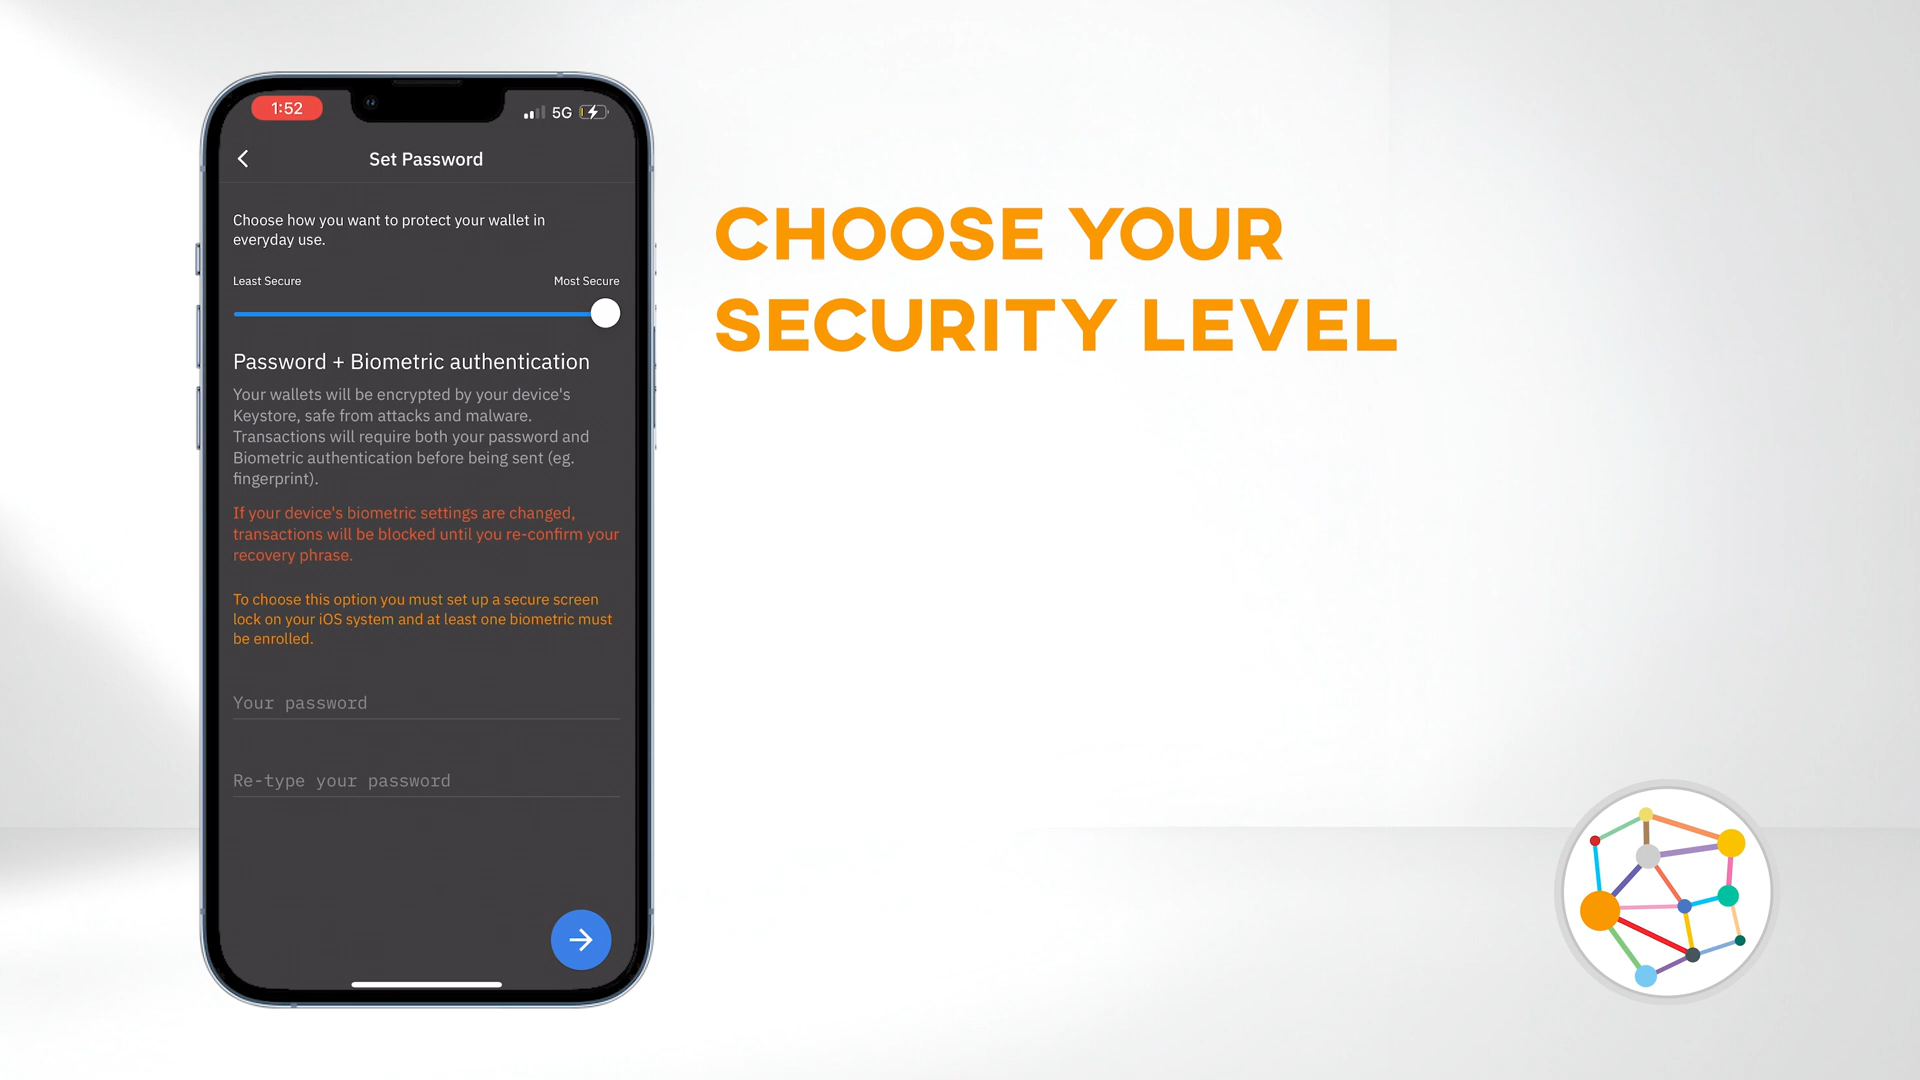 1:52
5G
Set Password
Choose how you want to protect your wallet in
everyday use.
Least Secure
Most Secure
Password + Biometric authentication
Your wallets will be encrypted by your device's
Keystore, safe from attacks and malware.
Transactions will require both your password and
Biometric authentication before being sent (eg.
fingerprint).
If your device's biometric settings are changed,
transactions will be blocked until you re-confirm your
recovery phrase.
To choose this option you must set up a secure screen
lock on your iOS system and at least one biometric must
be enrolled.
Your password
Re-type your password
CHOOSE YOUR
SECURITY LEVEL